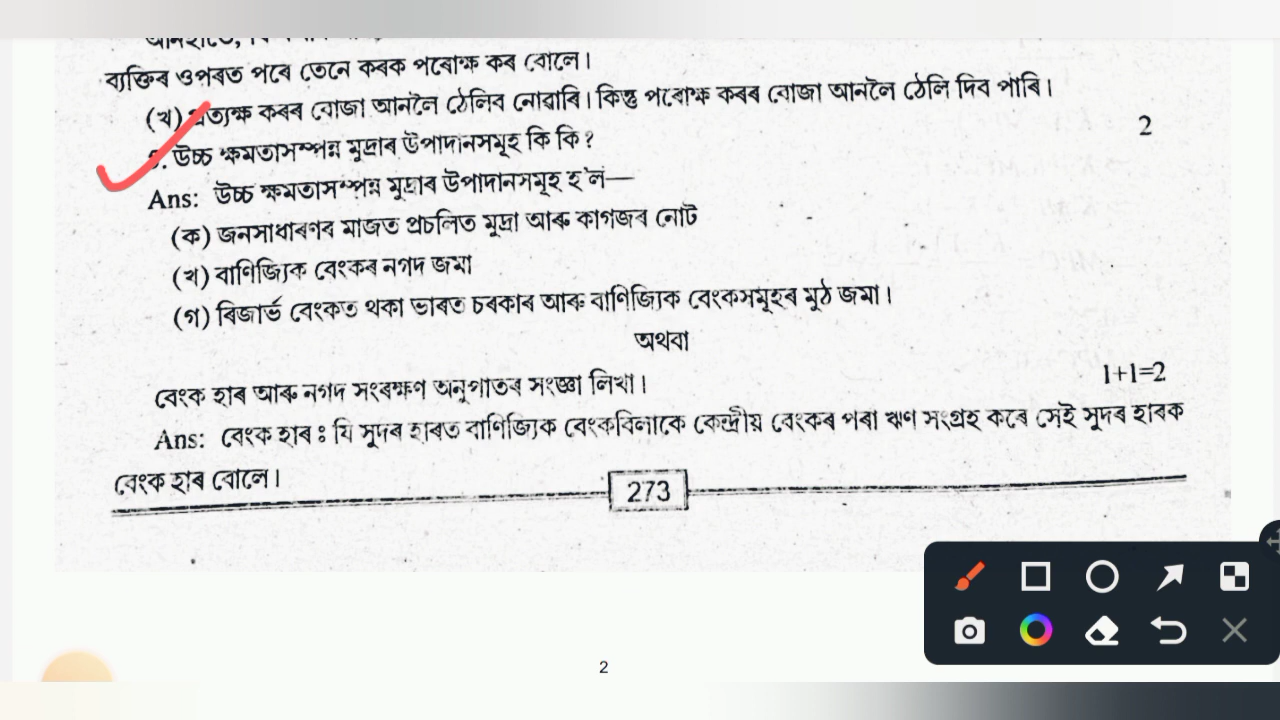 ব্যক্তিৰ ওপৰত পৰে তেনে কৰক পৰোক্ষ কৰ বোলে।
(খ) প্ৰত্যক্ষ কৰৰ বোজা আনলৈ ঠেলিব নোৱাৰি। কিন্তু পৰোক্ষ কৰৰ বোজা আনলৈ ঠেলি দিব পাৰি।
উচ্চ ক্ষমতাসম্পন্ন মুদ্ৰাৰ উপাদানসমূহ কি কি? 2
Ans: উচ্চ ক্ষমতাসম্পন্ন মুদ্ৰাৰ উপাদানসমূহ হ'ল—
(ক) জনসাধাৰণৰ মাজত প্ৰচলিত মুদ্ৰা আৰু কাগজৰ নোট
(খ) বাণিজ্যিক বেংকৰ নগদ জমা
(গ) ৰিজাৰ্ভ বেংকত থকা ভাৰত চৰকাৰ আৰু বাণিজ্যিক বেংকসমূহৰ মুঠ জমা।
অথবা
বেংক হাৰ আৰু নগদ সংৰক্ষণ অনুপাতৰ সংজ্ঞা লিখা। 1+1=2
Ans: বেংক হাৰ ঃ যি সুদৰ হাৰত বাণিজ্যিক বেংকবিলাকে কেন্দ্ৰীয় বেংকৰ পৰা ঋণ সংগ্ৰহ কৰে সেই সুদৰ হাৰক
বেংক হাৰ বোলে।
273
2